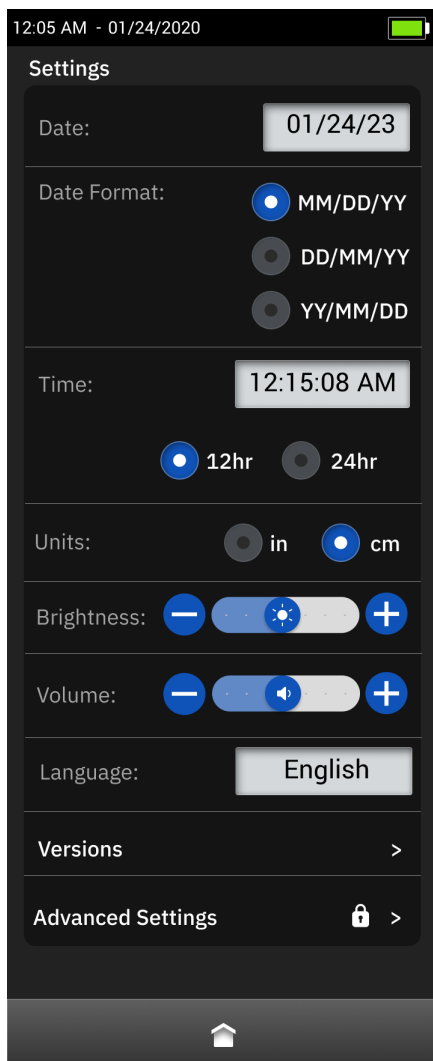 12:05 AM - 01/24/2020
Settings
Date: 01/24/23
Date Format: MM/DD/YY
DD/MM/YY
YY/MM/DD
Time: 12:15:08 AM
12hr 24hr
Units: in cm
Brightness:
Volume:
Language: English
Versions >
Advanced Settings >